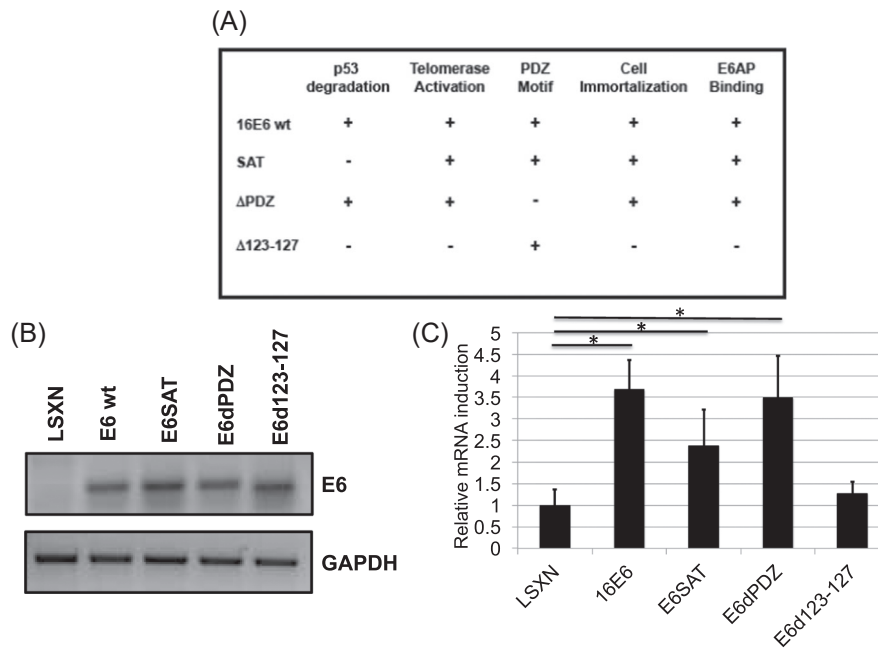 (A)
p53 degradation Telomerase Activation PDZ Motif Cell Immortalization E6AP Binding
16E6 wt + + + + +
SAT - + + + +
ΔPDZ + + - + +
Δ123-127 - - + - -
(B)
LSXN
E6 wt
E6SAT
E6dPDZ
E6d123-127
E6
GAPDH
(C)
* 
*
*
Relative mRNA induction
5
4.5
4
3.5
3
2.5
2
1.5
1
0.5
0
LSXN
16E6
E6SAT
E6dPDZ
E6d123-127